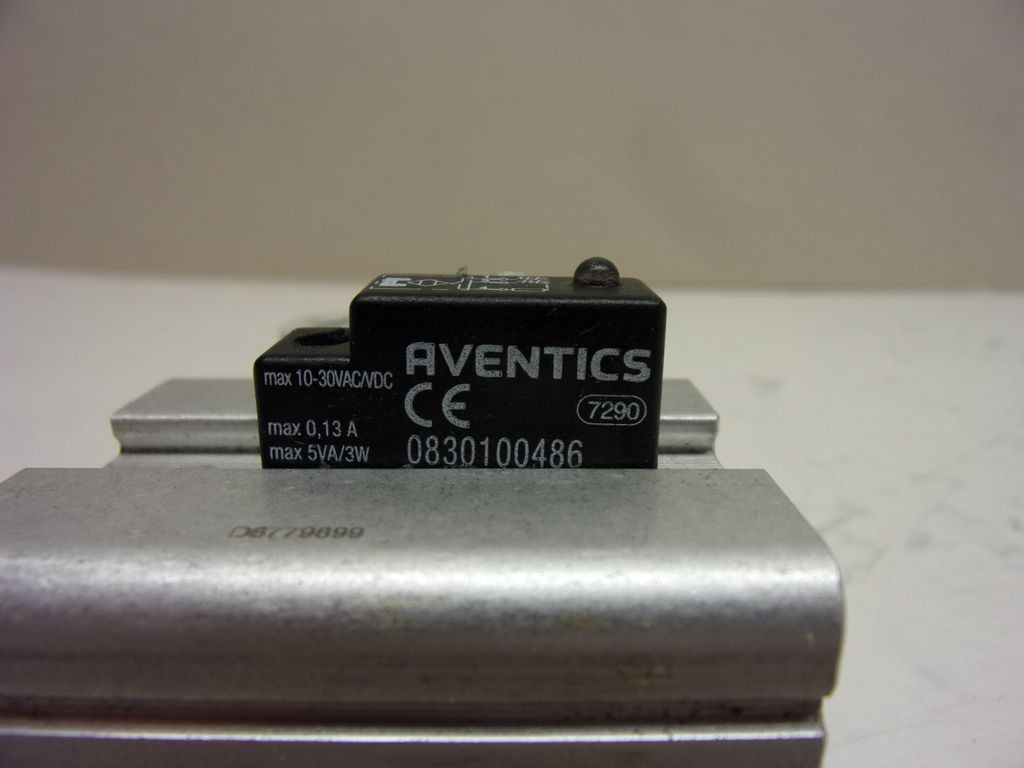 AVENTICS
max 10-30VAC/VDC
CE
7290
max 0,13 A
max 5VA/3W
0830100486
D6779899